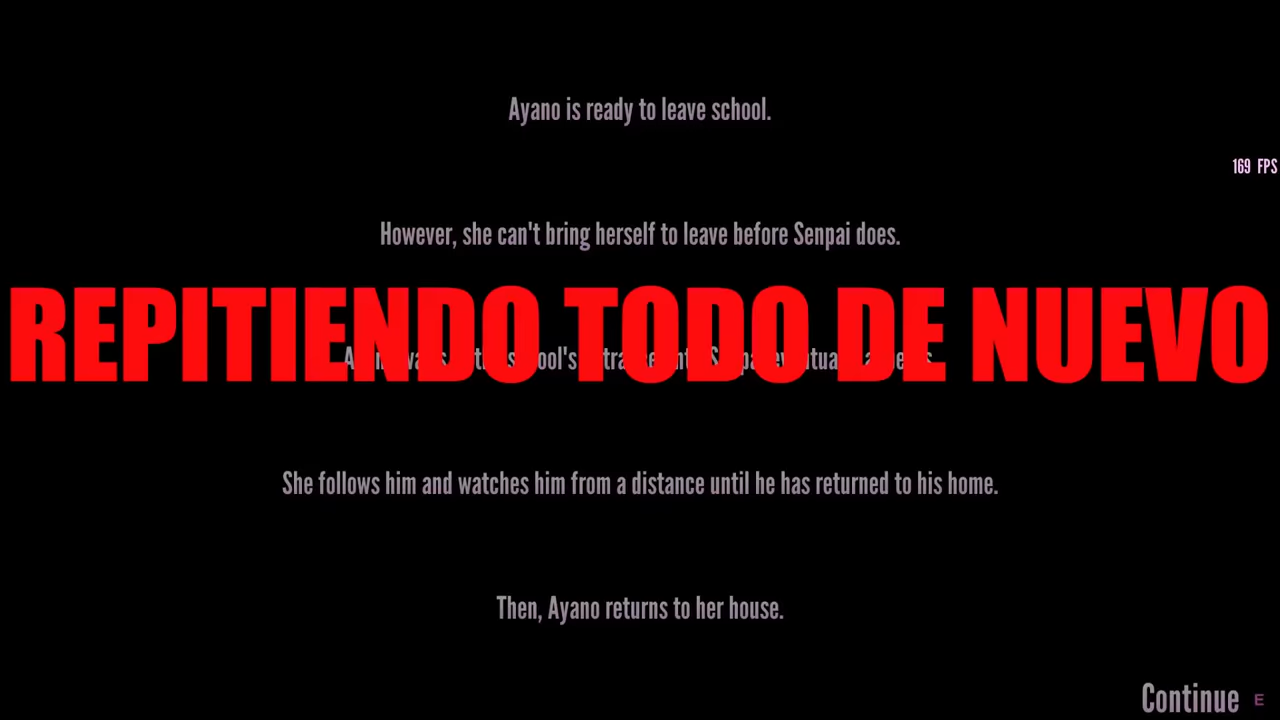 Ayano is ready to leave school.
169 FPS
However, she can't bring herself to leave before Senpai does.
REPITIENDO TODO DE NUEVO
She follows him and watches him from a distance until he has returned to his home.
Then, Ayano returns to her house.
Continue E